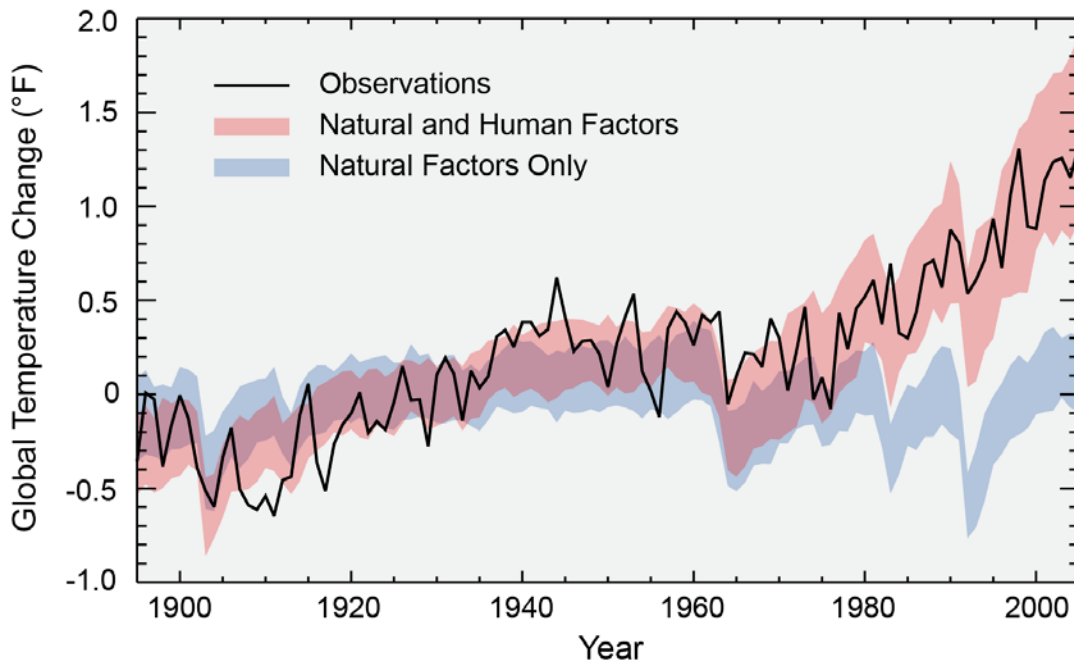 2.0
1.5
1.0
0.5
0
-0.5
-1.0
Global Temperature Change (°F)
Observations
Natural and Human Factors
Natural Factors Only
1900 1920 1940 1960 1980 2000
Year